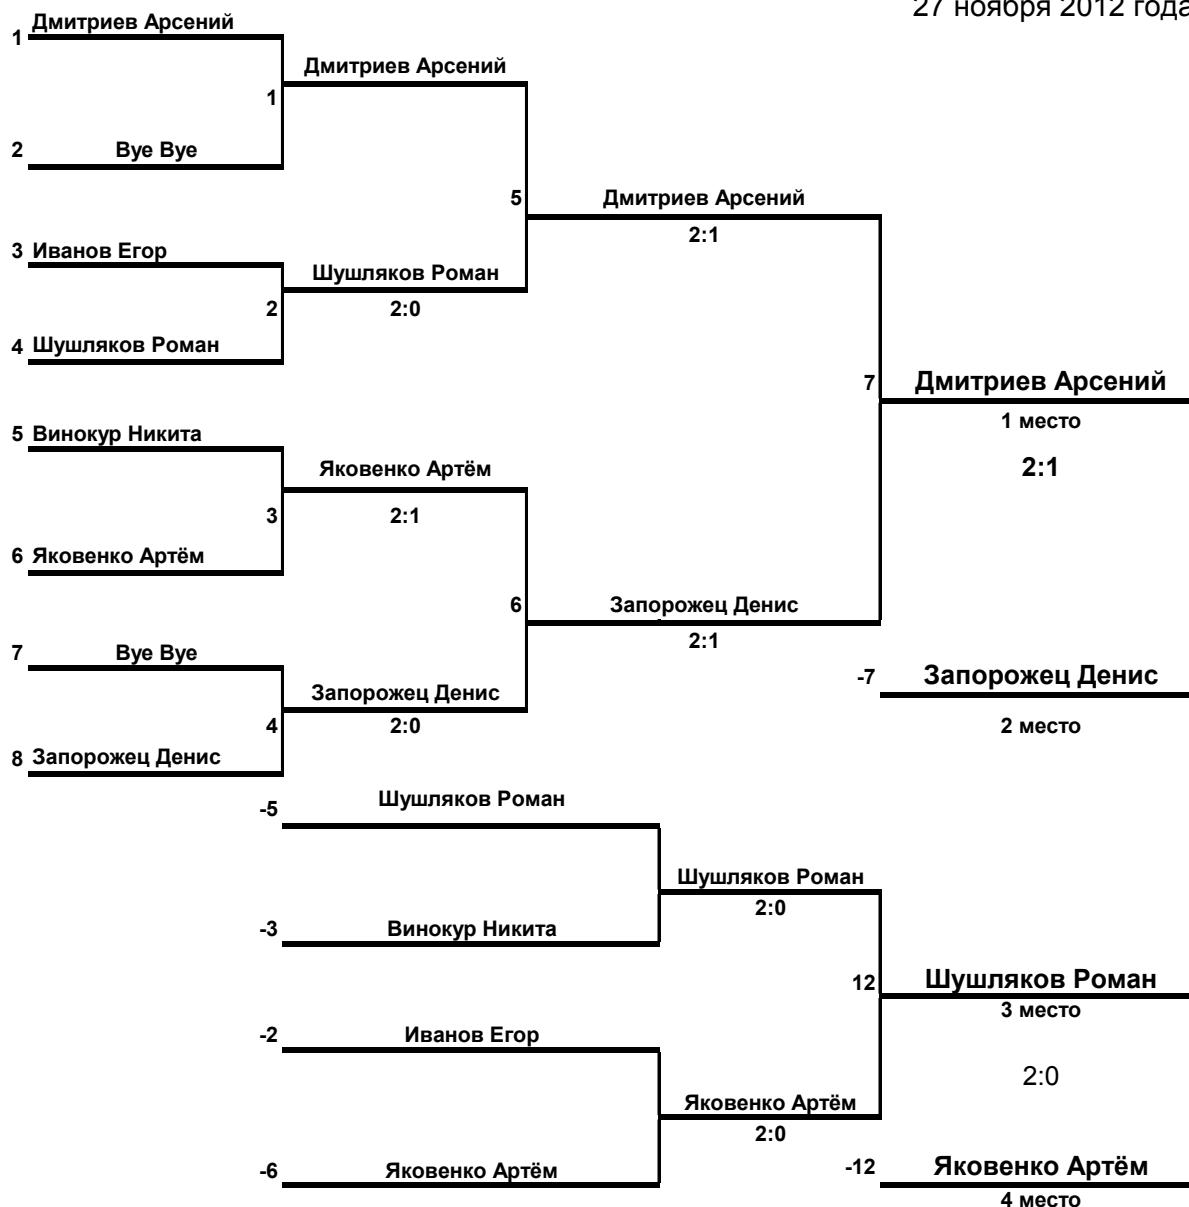 27 ноября 2012 года
1 Дмитриев Арсений
Дмитриев Арсений
1
2 Bye Bye
5 Дмитриев Арсений
2:1
3 Иванов Егор
Шушляков Роман
2 2:0
4 Шушляков Роман
7 Дмитриев Арсений
1 место
5 Винокур Никита
2:1
Яковенко Артём
3 2:1
6 Яковенко Артём
6 Запорожец Денис
2:1
7 Bye Bye
-7 Запорожец Денис
Запорожец Денис
4 2:0
2 место
8 Запорожец Денис
-5 Шушляков Роман
Шушляков Роман
2:0
-3 Винокур Никита
12 Шушляков Роман
3 место
-2 Иванов Егор
2:0
Яковенко Артём
2:0
-6 Яковенко Артём
-12 Яковенко Артём
4 место